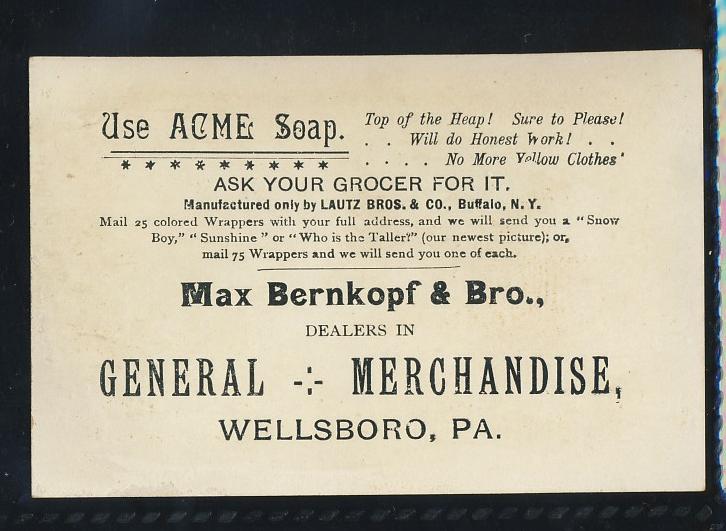 Use ACME Soap.
Top of the Heap! Sure to Please!
. . Will do Honest Work! . .
. . . . No More Yellow Clothes'
* * * * * * * * *
ASK YOUR GROCER FOR IT.
Manufactured only by LAUTZ BROS. & CO., Buffalo, N. Y.
Mail 25 colored Wrappers with your full address, and we will send you a "Snow
Boy," "Sunshine" or "Who is the Taller?" (our newest picture); or,
mail 75 Wrappers and we will send you one of each.
Max Bernkopf & Bro.,
DEALERS IN
GENERAL -:- MERCHANDISE,
WELLSBORO, PA.